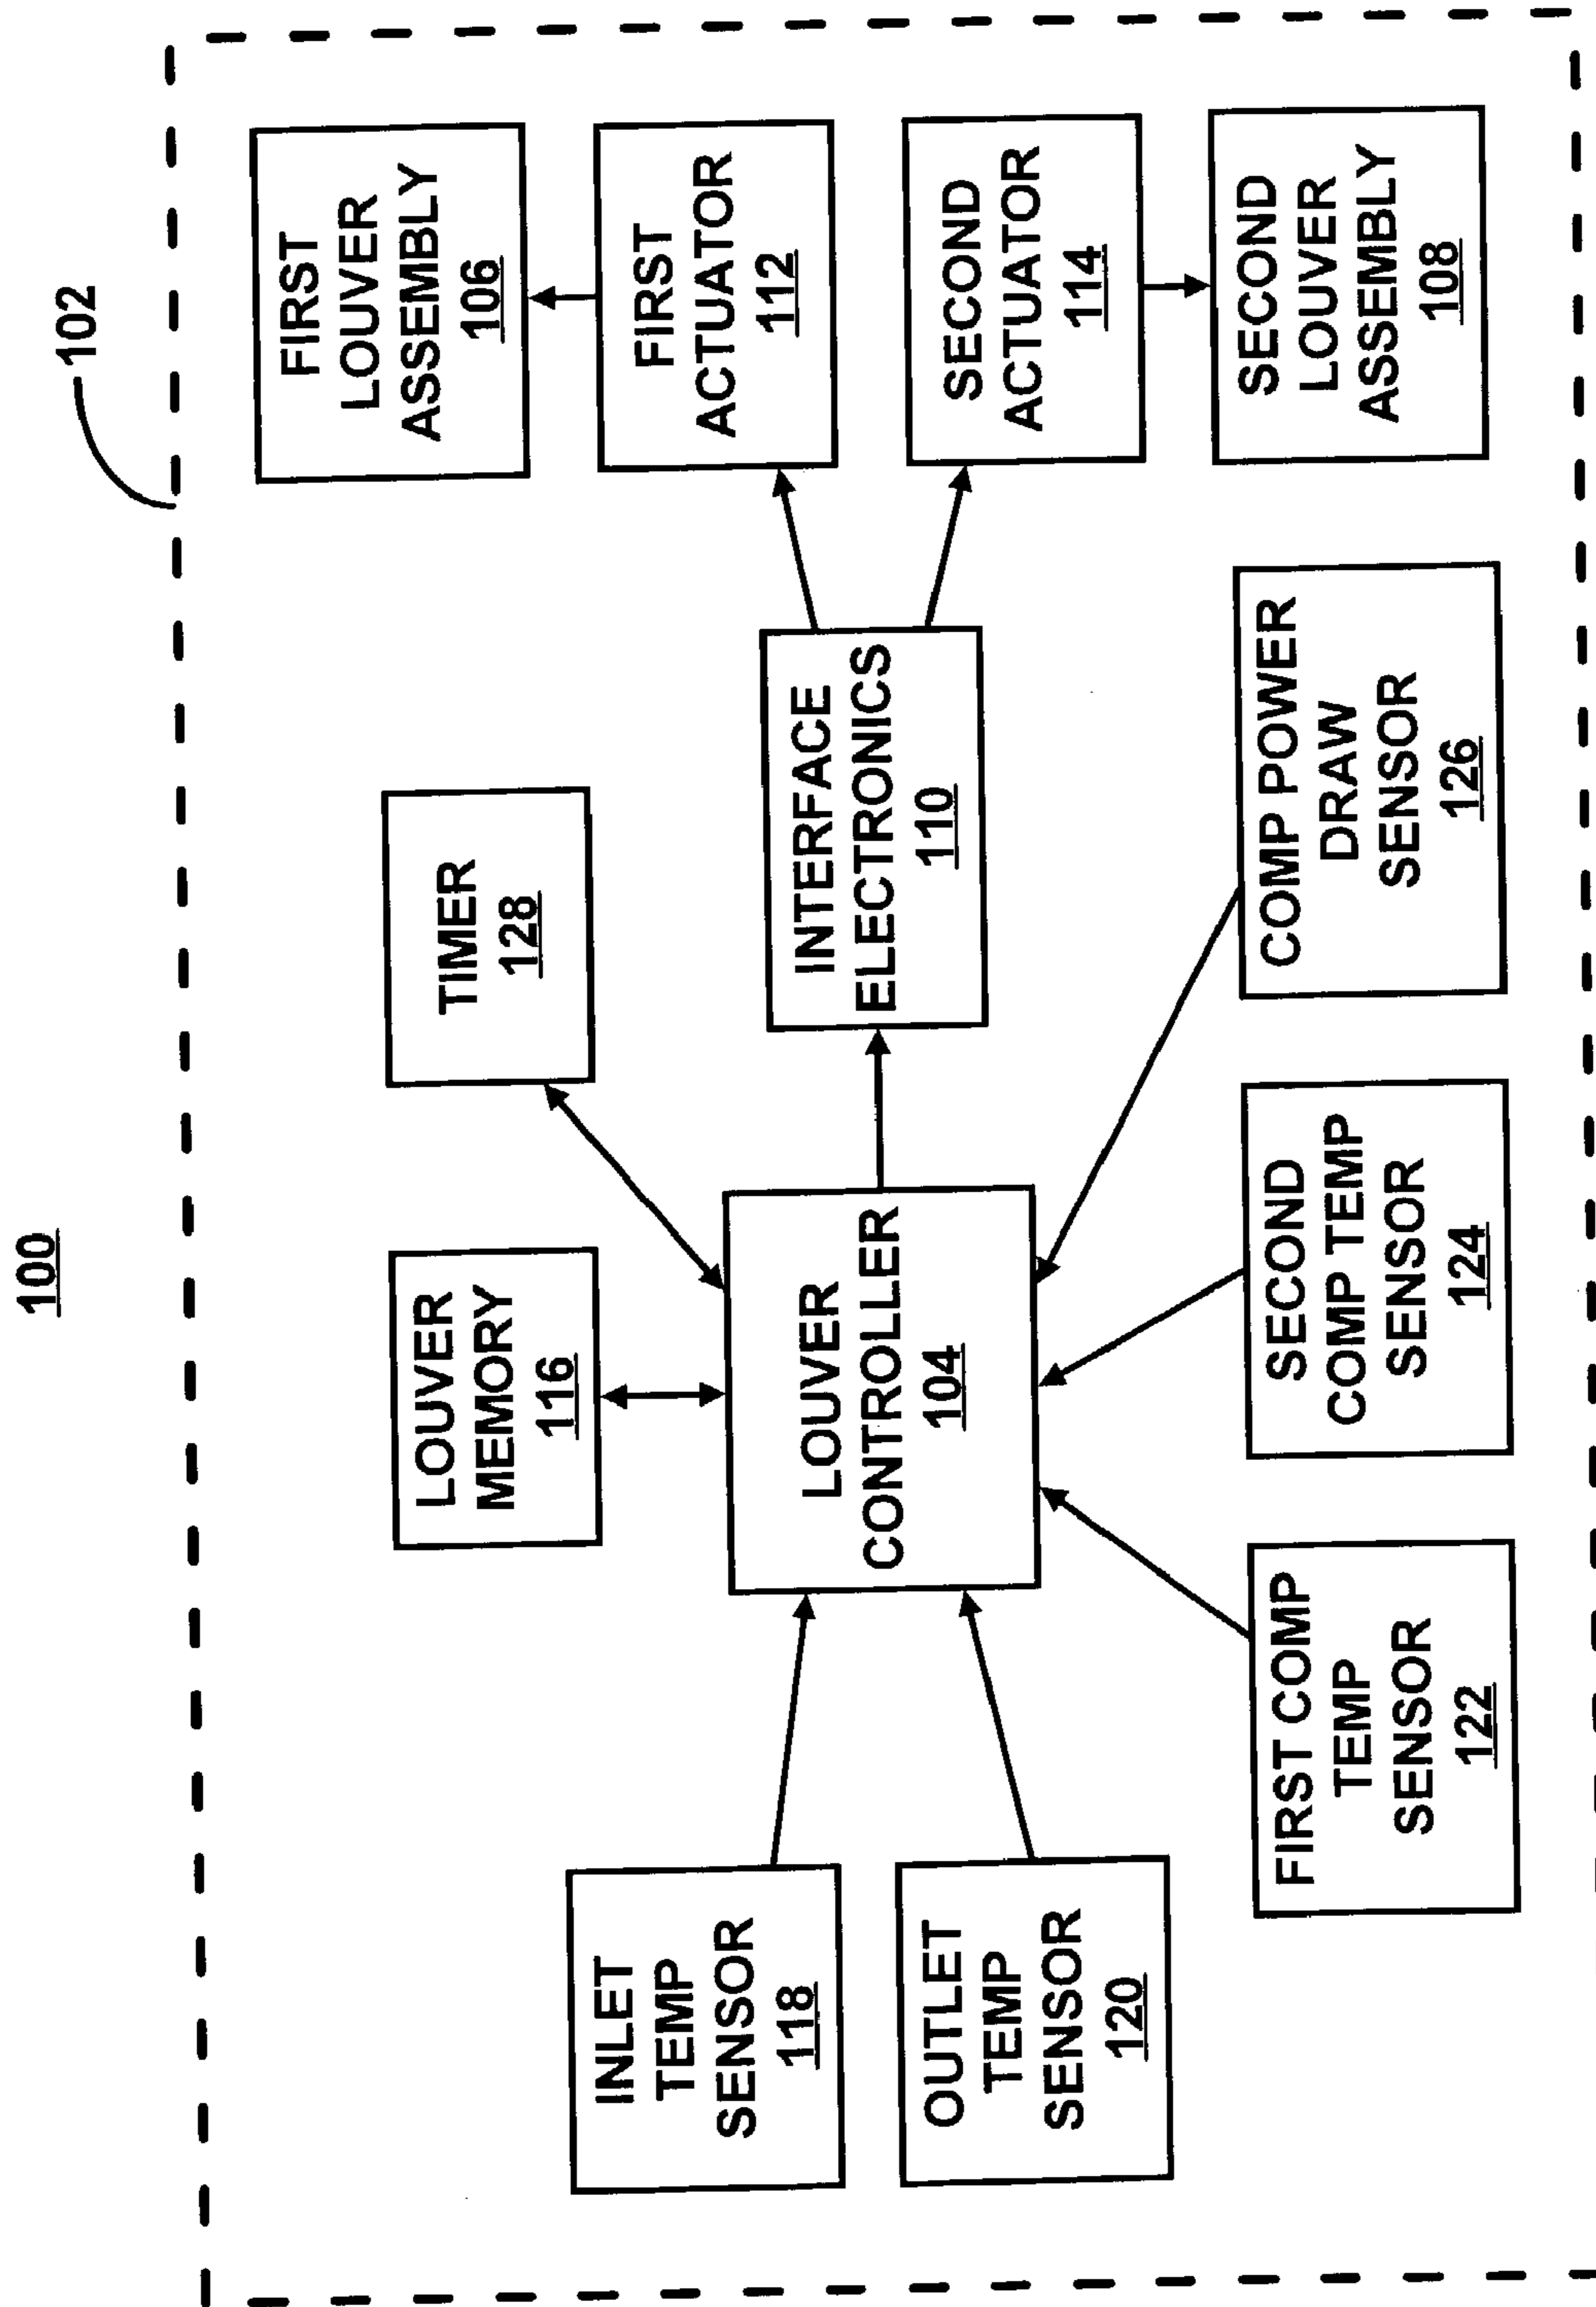 100
102
LOUVER
MEMORY
116
TIMER
128
FIRST
LOUVER
ASSEMBLY
106
INLET
TEMP
SENSOR
118
LOUVER
CONTROLLER
104
INTERFACE
ELECTRONICS
110
FIRST
ACTUATOR
112
OUTLET
TEMP
SENSOR
120
SECOND
ACTUATOR
114
FIRST COMP
TEMP
SENSOR
122
SECOND
COMP TEMP
SENSOR
124
COMP POWER
DRAW
SENSOR
126
SECOND
LOUVER
ASSEMBLY
108